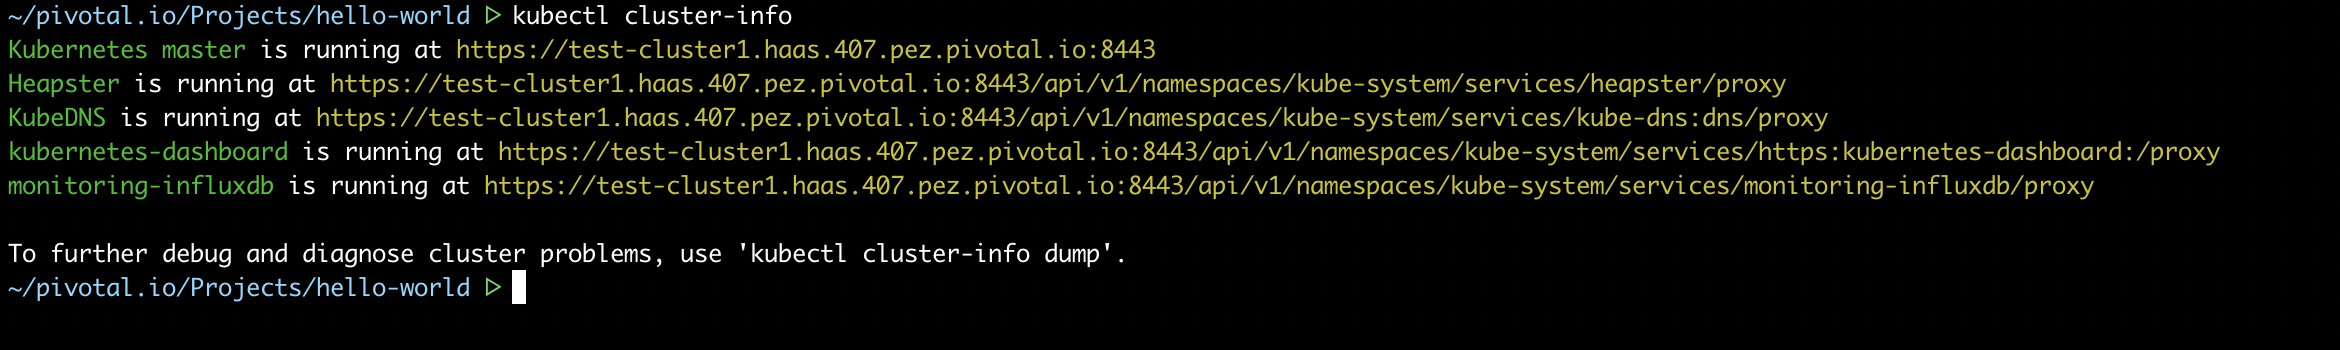 ~/pivotal.io/Projects/hello-world ▷ kubectl cluster-info
Kubernetes master is running at https://test-cluster1.haas.407.pez.pivotal.io:8443
Heapster is running at https://test-cluster1.haas.407.pez.pivotal.io:8443/api/v1/namespaces/kube-system/services/heapster/proxy
KubeDNS is running at https://test-cluster1.haas.407.pez.pivotal.io:8443/api/v1/namespaces/kube-system/services/kube-dns:dns/proxy
kubernetes-dashboard is running at https://test-cluster1.haas.407.pez.pivotal.io:8443/api/v1/namespaces/kube-system/services/https:kubernetes-dashboard:/proxy
monitoring-influxdb is running at https://test-cluster1.haas.407.pez.pivotal.io:8443/api/v1/namespaces/kube-system/services/monitoring-influxdb/proxy
To further debug and diagnose cluster problems, use 'kubectl cluster-info dump'.
~/pivotal.io/Projects/hello-world ▷